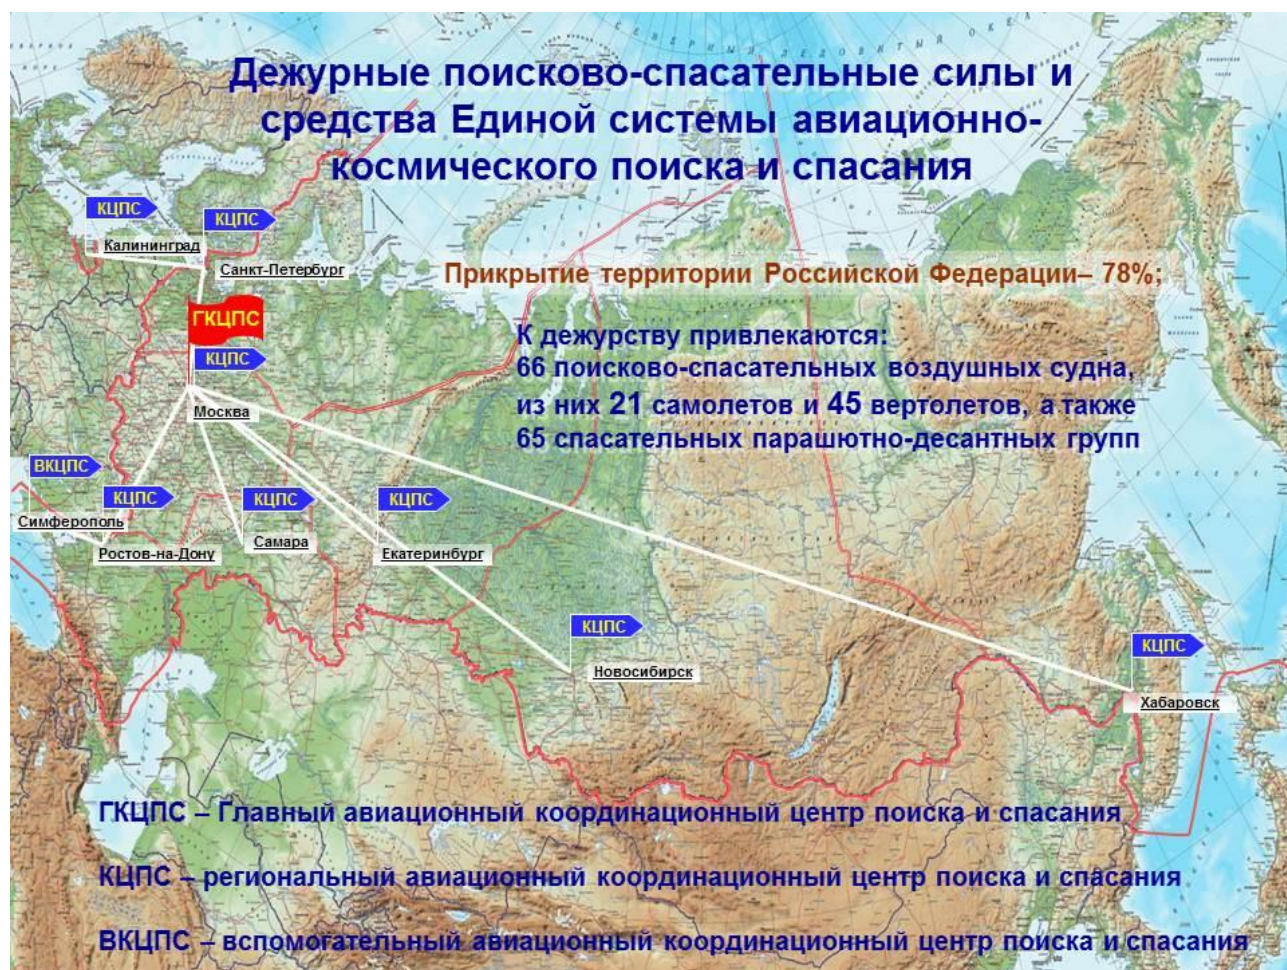 Дежурные поисково-спасательные силы и
средства Единой системы авиационно-
космического поиска и спасания
КЦПС
КЦПС
Калининград
Санкт-Петербург
Прикрытие территории Российской Федерации– 78%;
ГКЦПС
К дежурству привлекаются:
66 поисково-спасательных воздушных судна,
из них 21 самолетов и 45 вертолетов, а также
65 спасательных парашютно-десантных групп
КЦПС
Москва
ВКЦПС
КЦПС
КЦПС
КЦПС
Симферополь
Ростов-на-Дону
Самара
Екатеринбург
КЦПС
Новосибирск
КЦПС
Хабаровск
ГКЦПС – Главный авиационный координационный центр поиска и спасания
КЦПС – региональный авиационный координационный центр поиска и спасания
ВКЦПС – вспомогательный авиационный координационный центр поиска и спасания